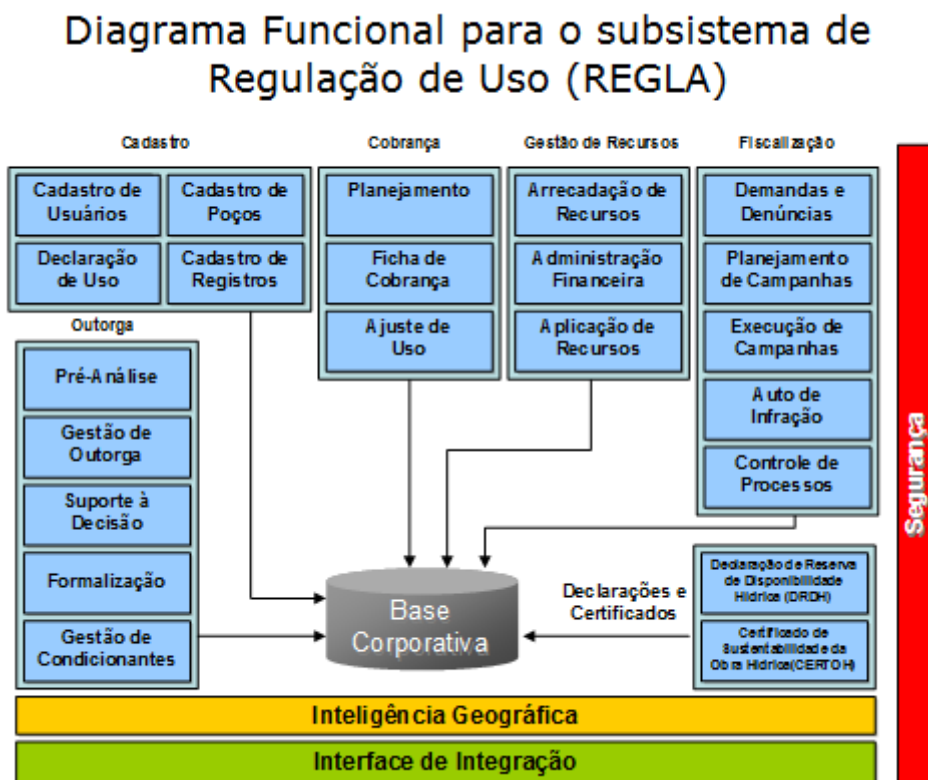 Diagrama Funcional para o subsistema de
Regulação de Uso (REGLA)
Cadastro
Cadastro de
Usuários
Cadastro de
Poços
Declaração
de Uso
Cadastro de
Registros
Cobrança
Planejamento
Ficha de
Cobrança
Ajuste de
Uso
Gestão de Recursos
Arrecadação de
Recursos
Administração
Financeira
Aplicação de
Recursos
Fiscalização
Demandas e
Denúncias
Planejamento
de Campanhas
Execução de
Campanhas
Auto de
Infração
Controle de
Processos
Outorga
Pré-Análise
Gestão de
Outorga
Suporte à
Decisão
Formalização
Gestão de
Condicionantes
Base
Corporativa
Declarações e
Certificados
Declaração de Reserva
de Disponibilidade
Hídrica (DRDH)
Certificado de
Sustentabilidade da
Obra Hídrica(CERTOH)
Segurança
Inteligência Geográfica
Interface de Integração